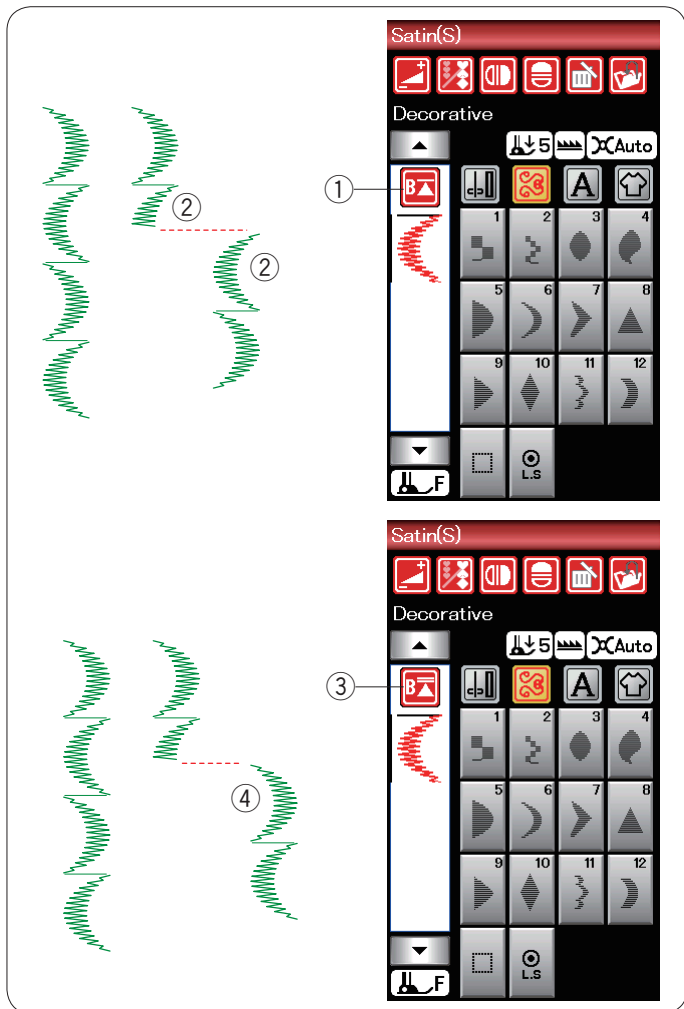 Satin(S)
Decorative
5 Auto
① B A
1 2 3 4
5 6 7 8
9 10 11 12
L.S
F
②
②
Satin(S)
Decorative
5 Auto
③ B A
1 2 3 4
5 6 7 8
9 10 11 12
L.S
F
④